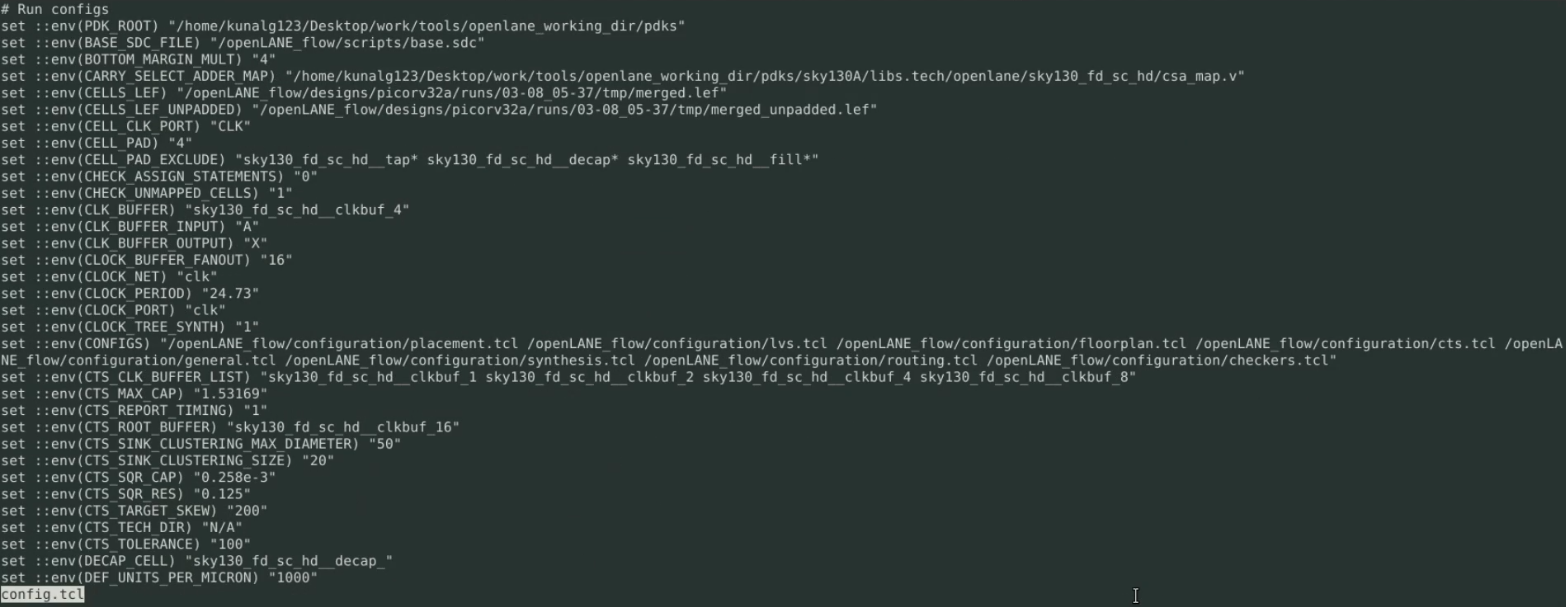 # Run configs
set ::env(PDK_ROOT) "/home/kunalg123/Desktop/work/tools/openlane_working_dir/pdks"
set ::env(BASE_SDC_FILE) "/openLANE_flow/scripts/base.sdc"
set ::env(BOTTOM_MARGIN_MULT) "4"
set ::env(CARRY_SELECT_ADDER_MAP) "/home/kunalg123/Desktop/work/tools/openlane_working_dir/pdks/sky130A/libs.tech/openlane/sky130_fd_sc_hd/csa_map.v"
set ::env(CELLS_LEF) "/openLANE_flow/designs/picorv32a/runs/03-08_05-37/tmp/merged.lef"
set ::env(CELLS_LEF_UNPADDED) "/openLANE_flow/designs/picorv32a/runs/03-08_05-37/tmp/merged_unpadded.lef"
set ::env(CELL_CLK_PORT) "CLK"
set ::env(CELL_PAD) "4"
set ::env(CELL_PAD_EXCLUDE) "sky130_fd_sc_hd__tap* sky130_fd_sc_hd__decap* sky130_fd_sc_hd__fill*"
set ::env(CHECK_ASSIGN_STATEMENTS) "0"
set ::env(CHECK_UNMAPPED_CELLS) "1"
set ::env(CLK_BUFFER) "sky130_fd_sc_hd__clkbuf_4"
set ::env(CLK_BUFFER_INPUT) "A"
set ::env(CLK_BUFFER_OUTPUT) "X"
set ::env(CLOCK_BUFFER_FANOUT) "16"
set ::env(CLOCK_NET) "clk"
set ::env(CLOCK_PERIOD) "24.73"
set ::env(CLOCK_PORT) "clk"
set ::env(CLOCK_TREE_SYNTH) "1"
set ::env(CONFIGS) "/openLANE_flow/configuration/placement.tcl /openLANE_flow/configuration/lvs.tcl /openLANE_flow/configuration/floorplan.tcl /openLANE_flow/configuration/cts.tcl /openLA
NE_flow/configuration/general.tcl /openLANE_flow/configuration/synthesis.tcl /openLANE_flow/configuration/routing.tcl /openLANE_flow/configuration/checkers.tcl"
set ::env(CTS_CLK_BUFFER_LIST) "sky130_fd_sc_hd__clkbuf_1 sky130_fd_sc_hd__clkbuf_2 sky130_fd_sc_hd__clkbuf_4 sky130_fd_sc_hd__clkbuf_8"
set ::env(CTS_MAX_CAP) "1.53169"
set ::env(CTS_REPORT_TIMING) "1"
set ::env(CTS_ROOT_BUFFER) "sky130_fd_sc_hd__clkbuf_16"
set ::env(CTS_SINK_CLUSTERING_MAX_DIAMETER) "50"
set ::env(CTS_SINK_CLUSTERING_SIZE) "20"
set ::env(CTS_SQR_CAP) "0.258e-3"
set ::env(CTS_SQR_RES) "0.125"
set ::env(CTS_TARGET_SKEW) "200"
set ::env(CTS_TECH_DIR) "N/A"
set ::env(CTS_TOLERANCE) "100"
set ::env(DECAP_CELL) "sky130_fd_sc_hd__decap_"
set ::env(DEF_UNITS_PER_MICRON) "1000"
config.tcl